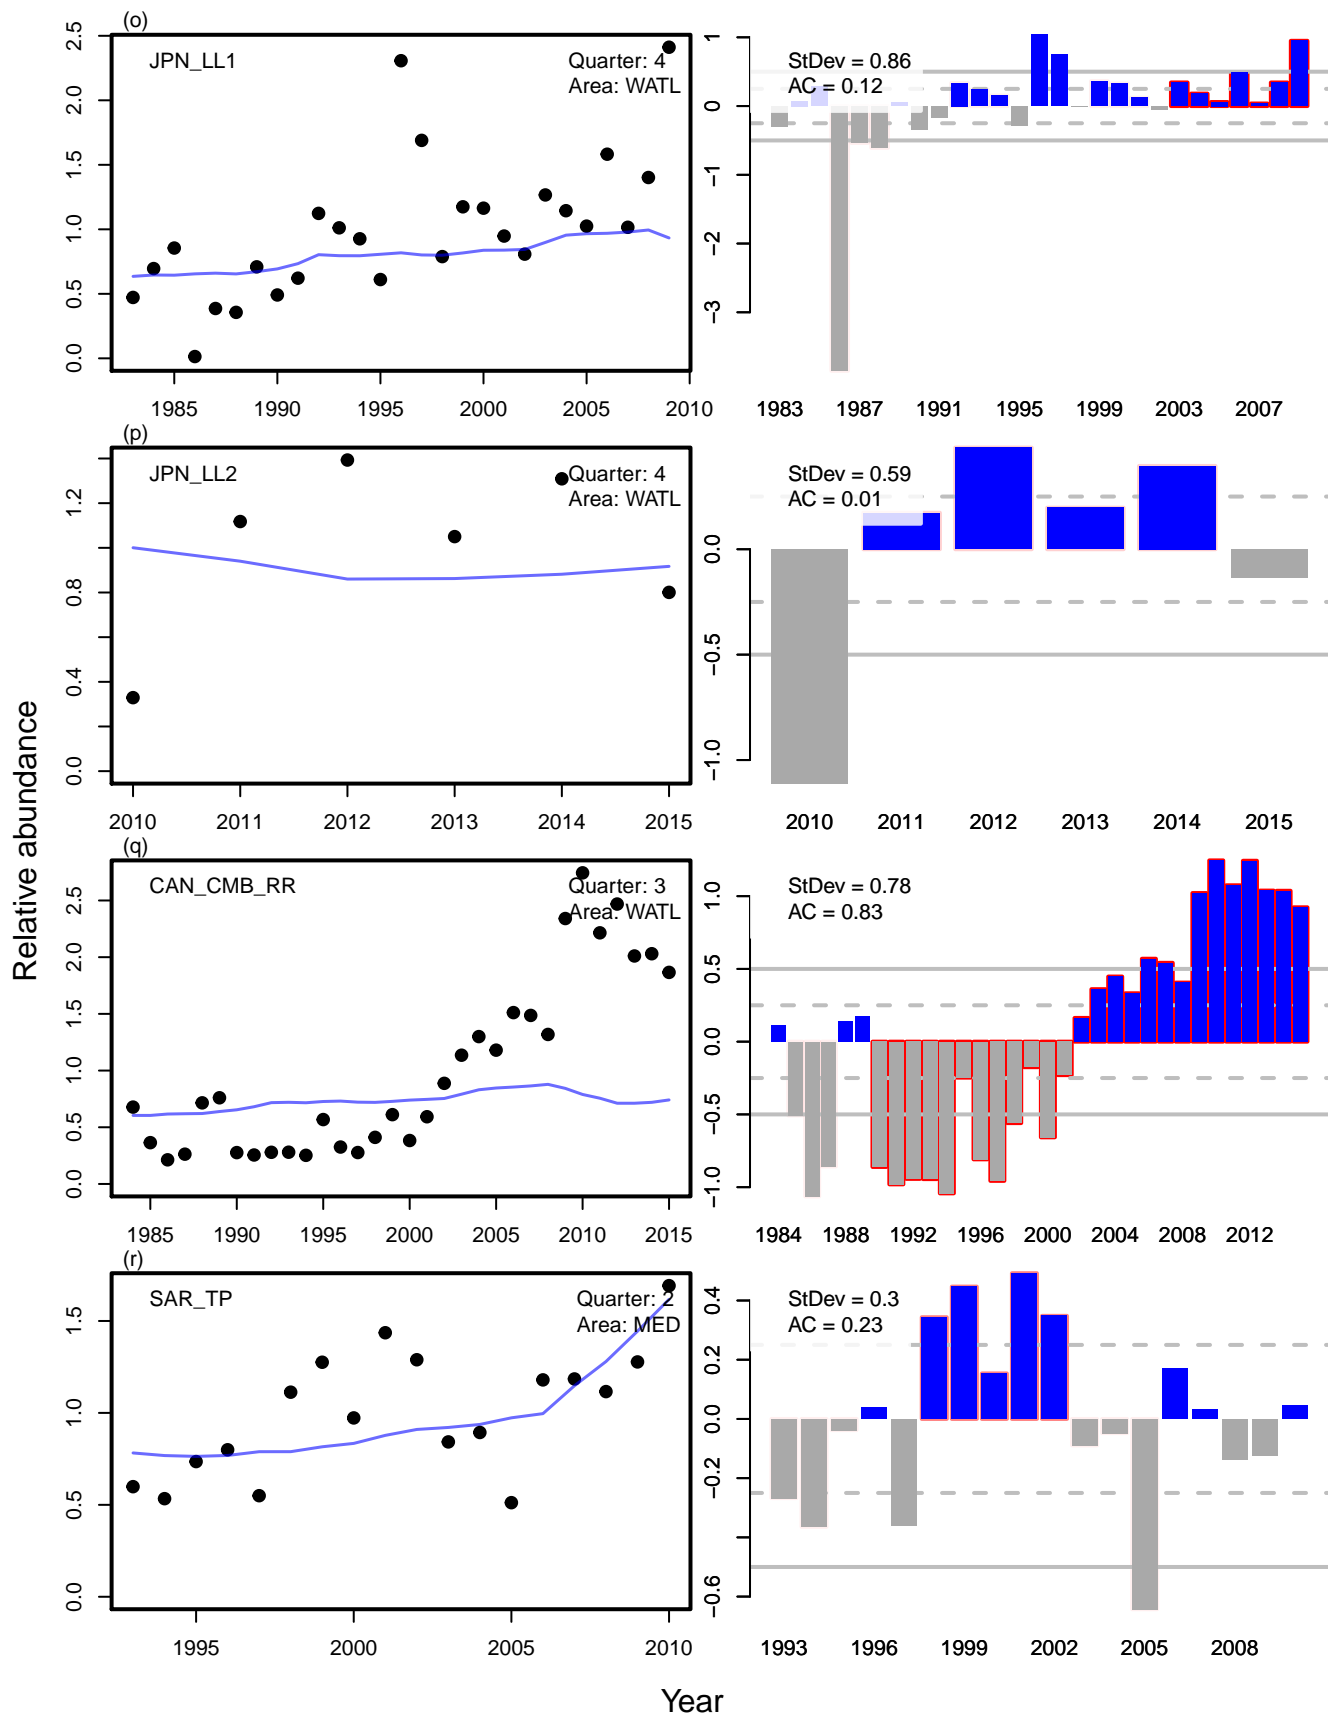 (o)
JPN_LL1
Quarter: 4
Area: WATL
0.0 0.5 1.0 1.5 2.0 2.5
1985 1990 1995 2000 2005 2010
StDev = 0.86
AC = 0.12
−3 −2 −1 0 1
1983 1987 1991 1995 1999 2003 2007
(p)
JPN_LL2
Quarter: 4
Area: WATL
0.0 0.4 0.8 1.2
2010 2011 2012 2013 2014 2015
StDev = 0.59
AC = 0.01
−1.0 −0.5 0.0
2010 2011 2012 2013 2014 2015
(q)
CAN_CMB_RR
Quarter: 3
Area: WATL
0.0 0.5 1.0 1.5 2.0 2.5
1985 1990 1995 2000 2005 2010 2015
StDev = 0.78
AC = 0.83
−1.0 −0.5 0.0 0.5 1.0
1984 1988 1992 1996 2000 2004 2008 2012
(r)
SAR_TP
Quarter: 2
Area: MED
0.0 0.5 1.0 1.5
1995 2000 2005 2010
StDev = 0.3
AC = 0.23
−0.6 −0.2 0.0 0.2 0.4
1993 1996 1999 2002 2005 2008
Relative abundance
Year